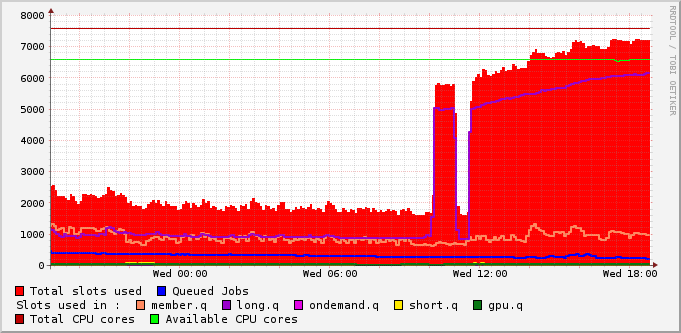 8000
7000
6000
5000
4000
3000
2000
1000
0
Wed 00:00 Wed 06:00 Wed 12:00 Wed 18:00
RRDTOOL / TOBI OETIKER
Total slots used Queued Jobs
Slots used in : member.q long.q ondemand.q short.q gpu.q
Total CPU cores Available CPU cores